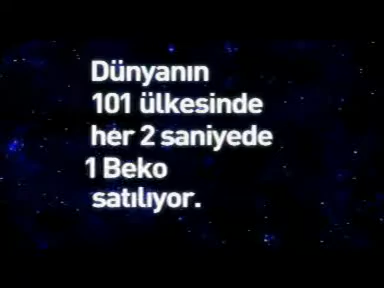 Dünyanın
101 ülkesinde
her 2 saniyede
1 Beko
satılıyor.